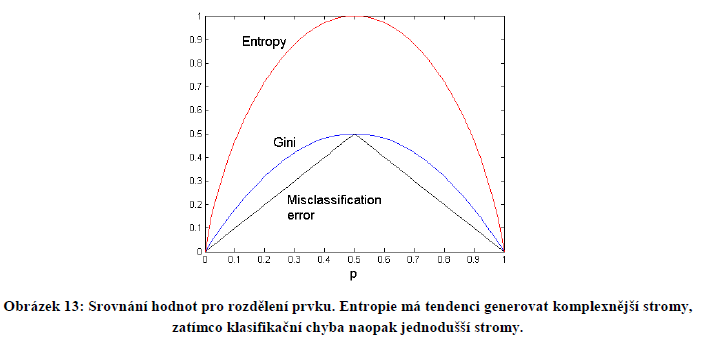 1
0.9
0.8
0.7
0.6
0.5
0.4
0.3
0.2
0.1
0
Entropy
Gini
Misclassification
error
0 0.1 0.2 0.3 0.4 0.5 0.6 0.7 0.8 0.9 1
p
Obrázek 13: Srovnání hodnot pro rozdělení prvku. Entropie má tendenci generovat komplexnější stromy,
zatímco klasifikační chyba naopak jednodušší stromy.